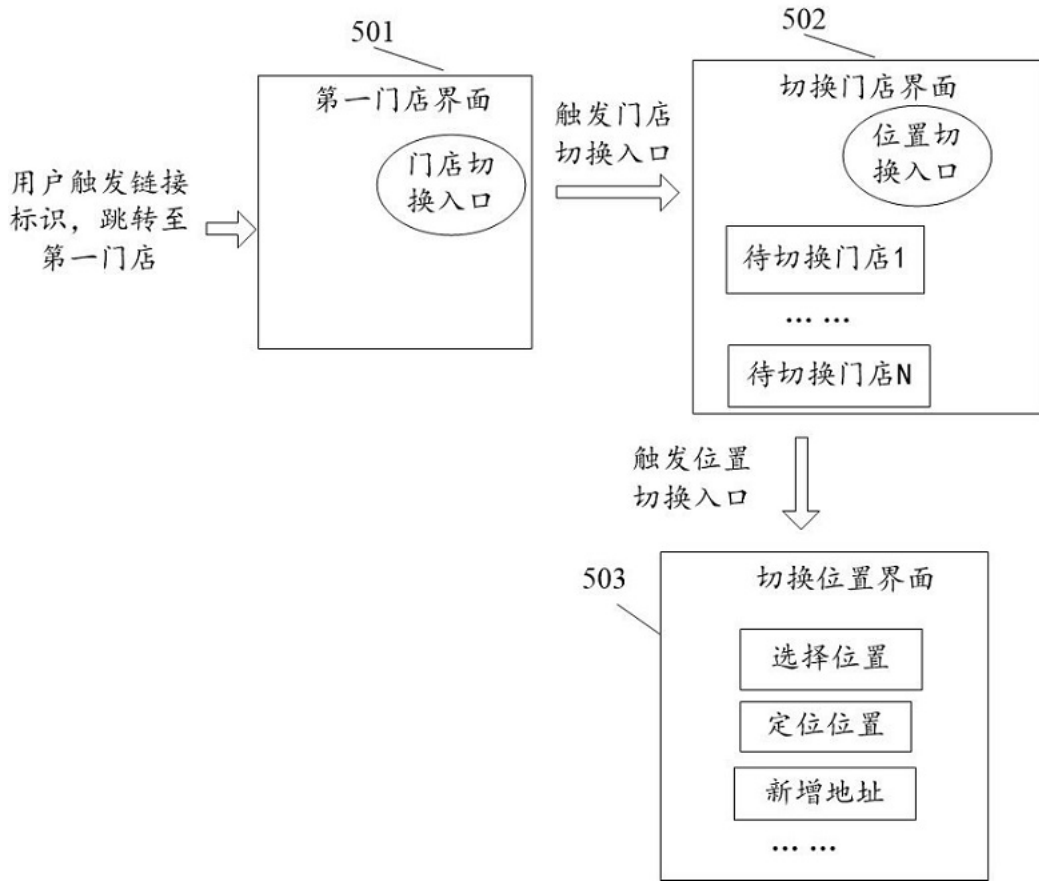 501
第一门店界面
门店切
换入口
用户触发链接
标识，跳转至
第一门店
触发门店
切换入口
502
切换门店界面
位置切
换入口
待切换门店1
… …
待切换门店N
触发位置
切换入口
503
切换位置界面
选择位置
定位位置
新增地址
… …